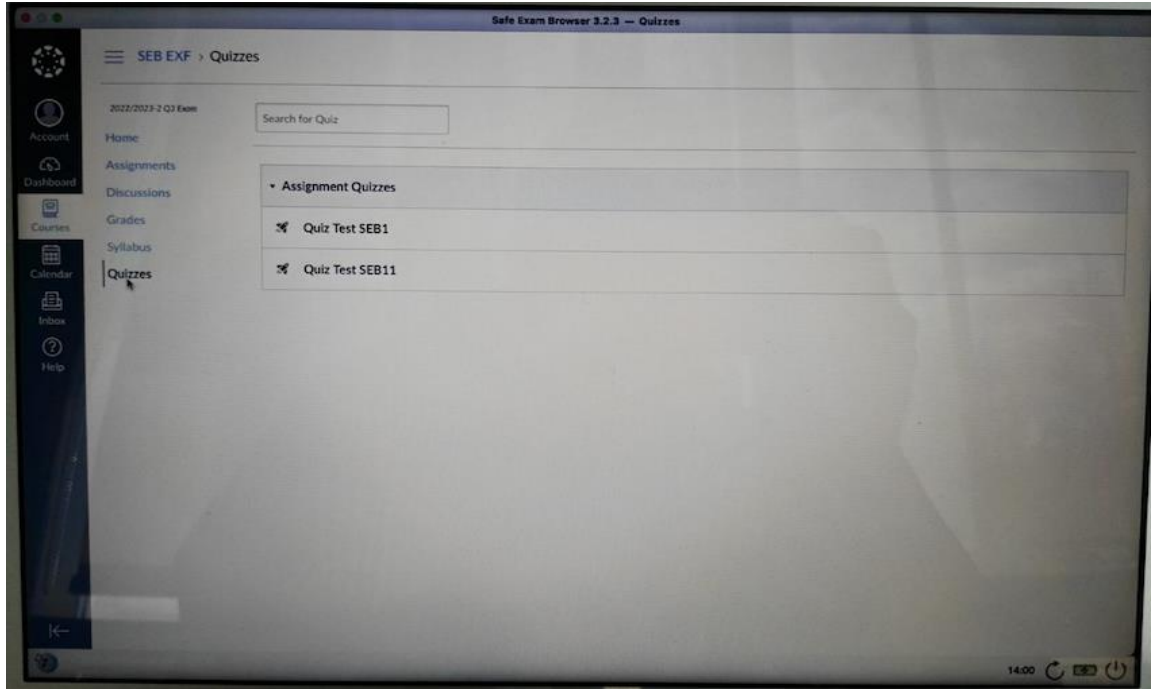 Safe Exam Browser 3.2.3 — Quizzes
SEB EXF › Quizzes
Account
Dashboard
Courses
Calendar
Inbox
Help
2022/2023-2 Q3 Exam
Home
Assignments
Discussions
Grades
Syllabus
Quizzes
Search for Quiz
Assignment Quizzes
Quiz Test SEB1
Quiz Test SEB11
14:00